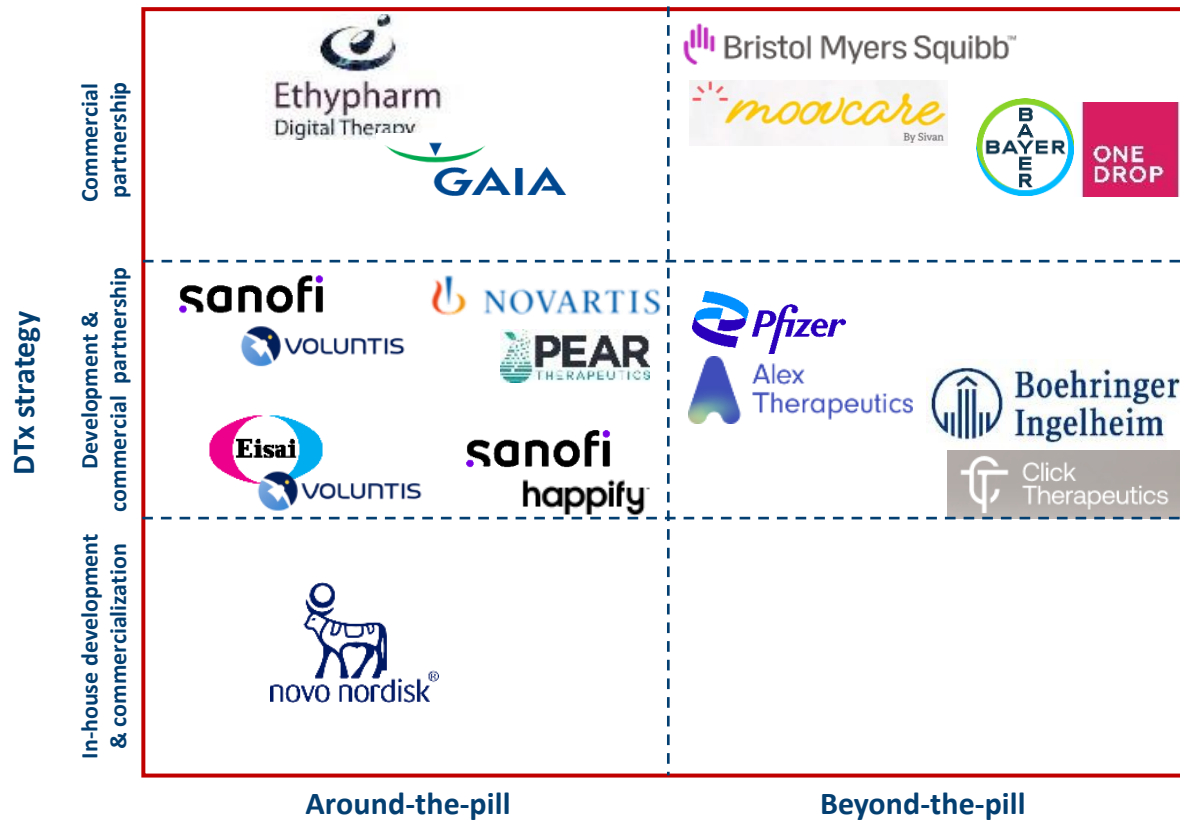 DTx strategy
Commercial
partnership
Ethypharm
Digital Therapy
GAIA
Bristol Myers Squibb™
moovcare
By Sivan
BAYER
BAYER
ONE
DROP
Development &
commercial partnership
sanofi
VOLUNTIS
NOVARTIS
PEAR
THERAPEUTICS
Eisai
VOLUNTIS
sanofi
happify
Pfizer
Alex
Therapeutics
Boehringer
Ingelheim
Click
Therapeutics
In-house development
& commercialization
novo nordisk®
Around-the-pill
Beyond-the-pill